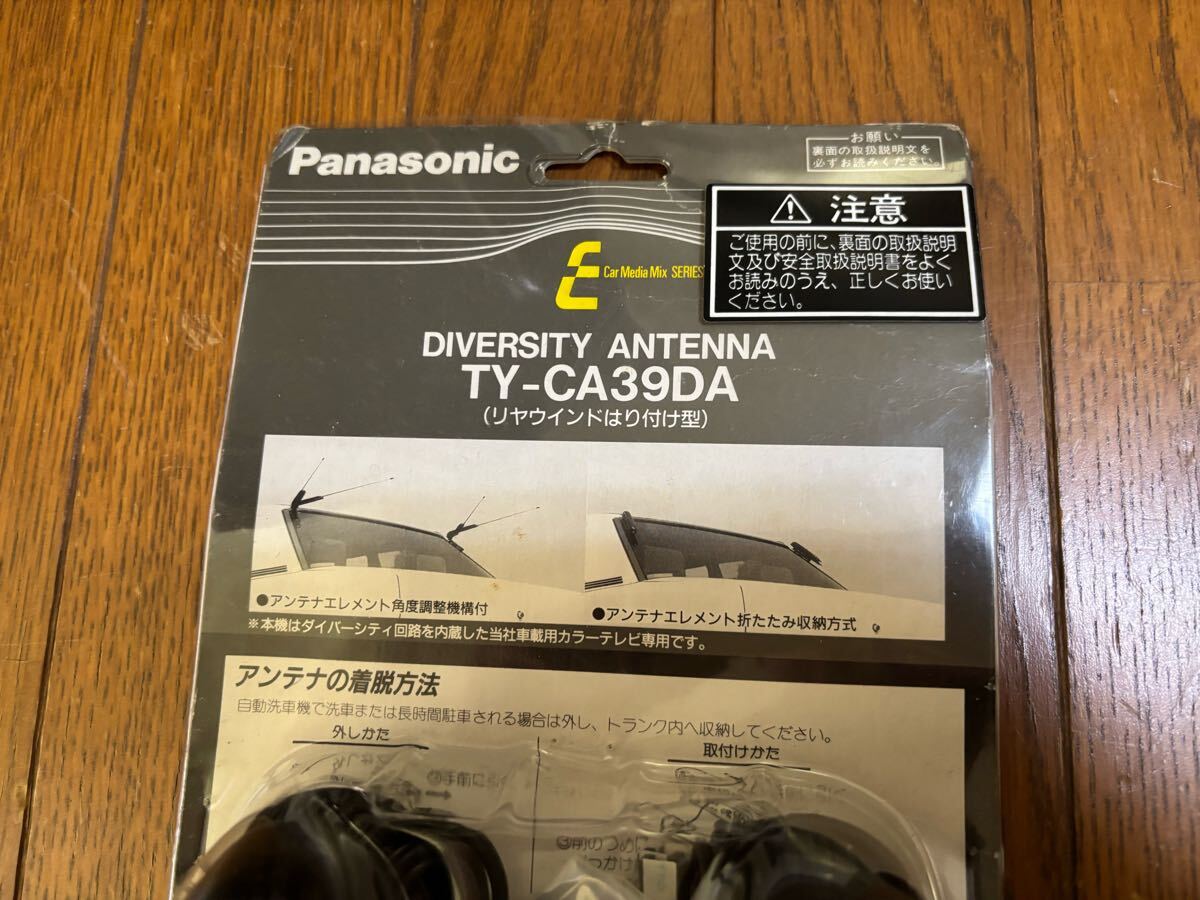 Panasonic
お願い
裏面の取扱説明文を
必ずお読みください。
注意
ご使用の前に、裏面の取扱説明
文及び安全取扱説明書をよく
お読みのうえ、正しくお使い
ください。
E Car Media Mix SERIES
DIVERSITY ANTENNA
TY-CA39DA
(リヤウインドはり付け型)
●アンテナエレメント角度調整機構付
●アンテナエレメント折たたみ収納方式
※本機はダイバーシティ回路を内蔵した当社車載用カラーテレビ専用です。
アンテナの着脱方法
自動洗車機で洗車または長時間駐車される場合は外し、トランク内へ収納してください。
外しかた
取付けかた
③前のつめに